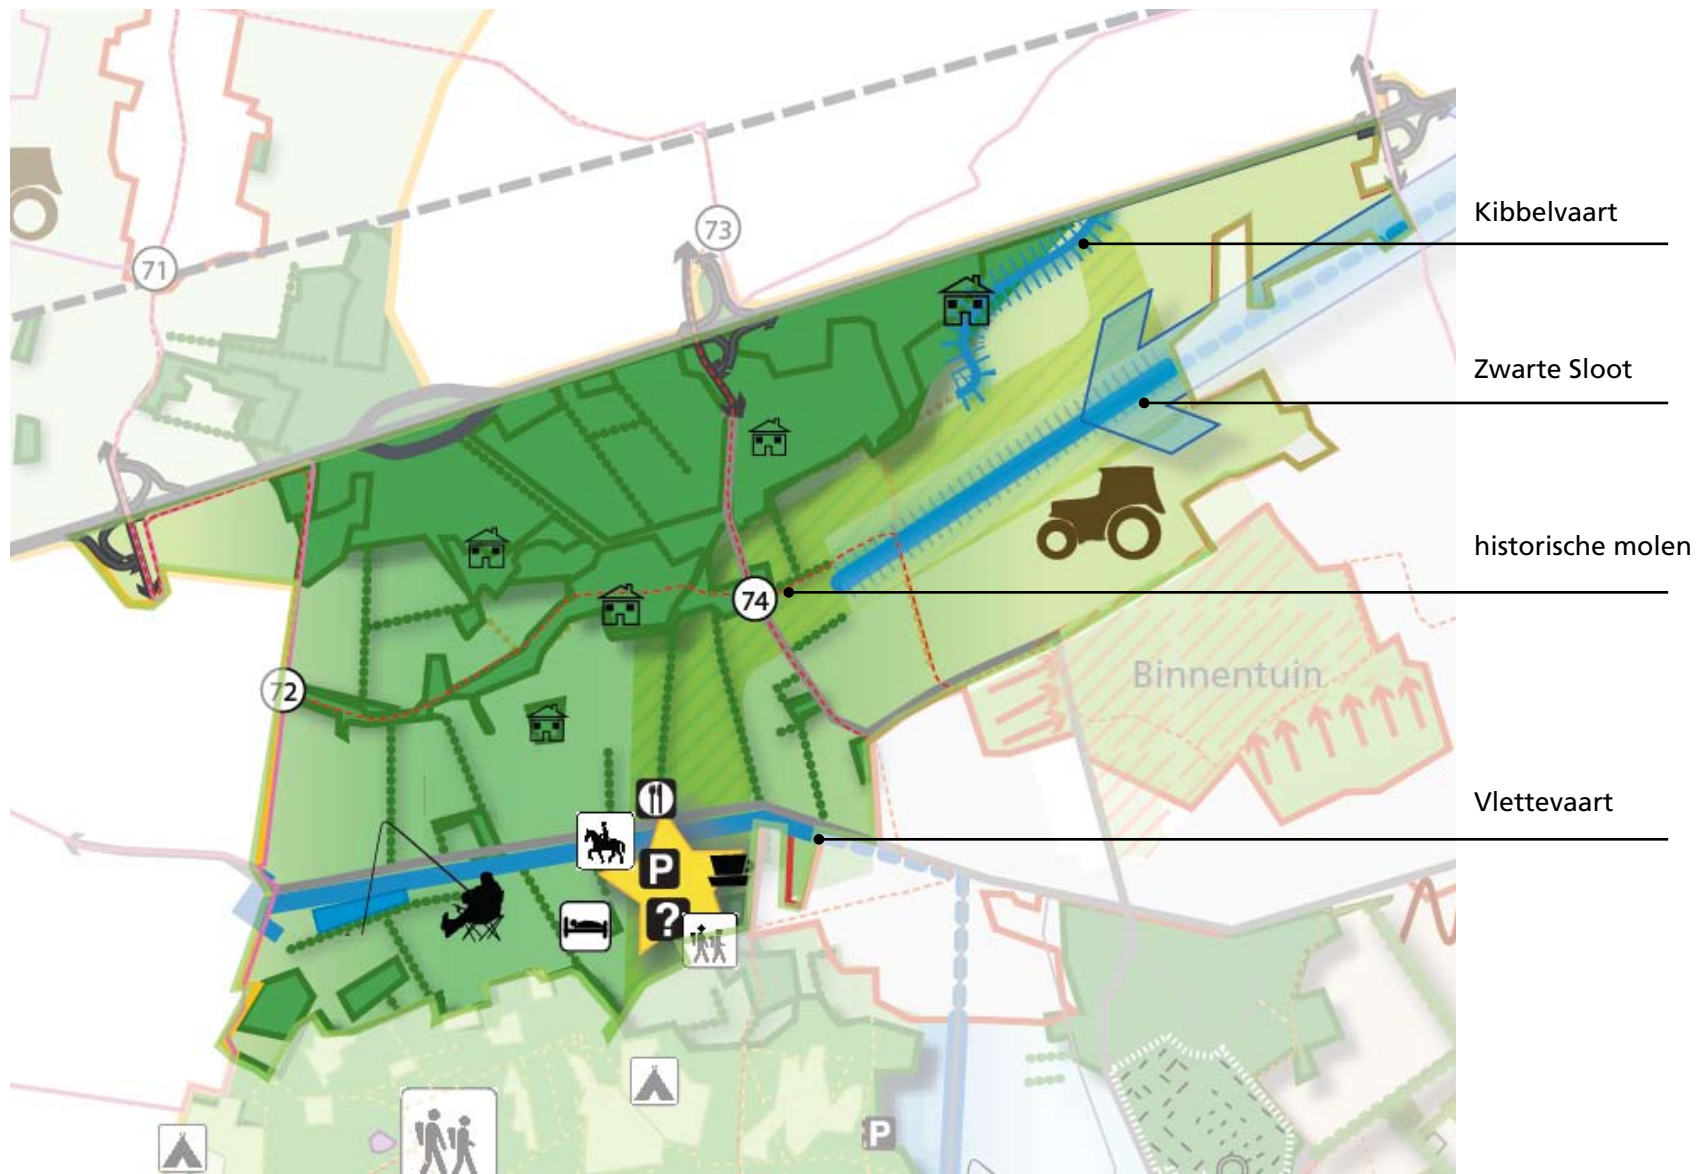 Kibbelvaart
73
71
Zwarte Sloot
historische molen
74
Binnentuin
72
Vlettevaart
P
?
P